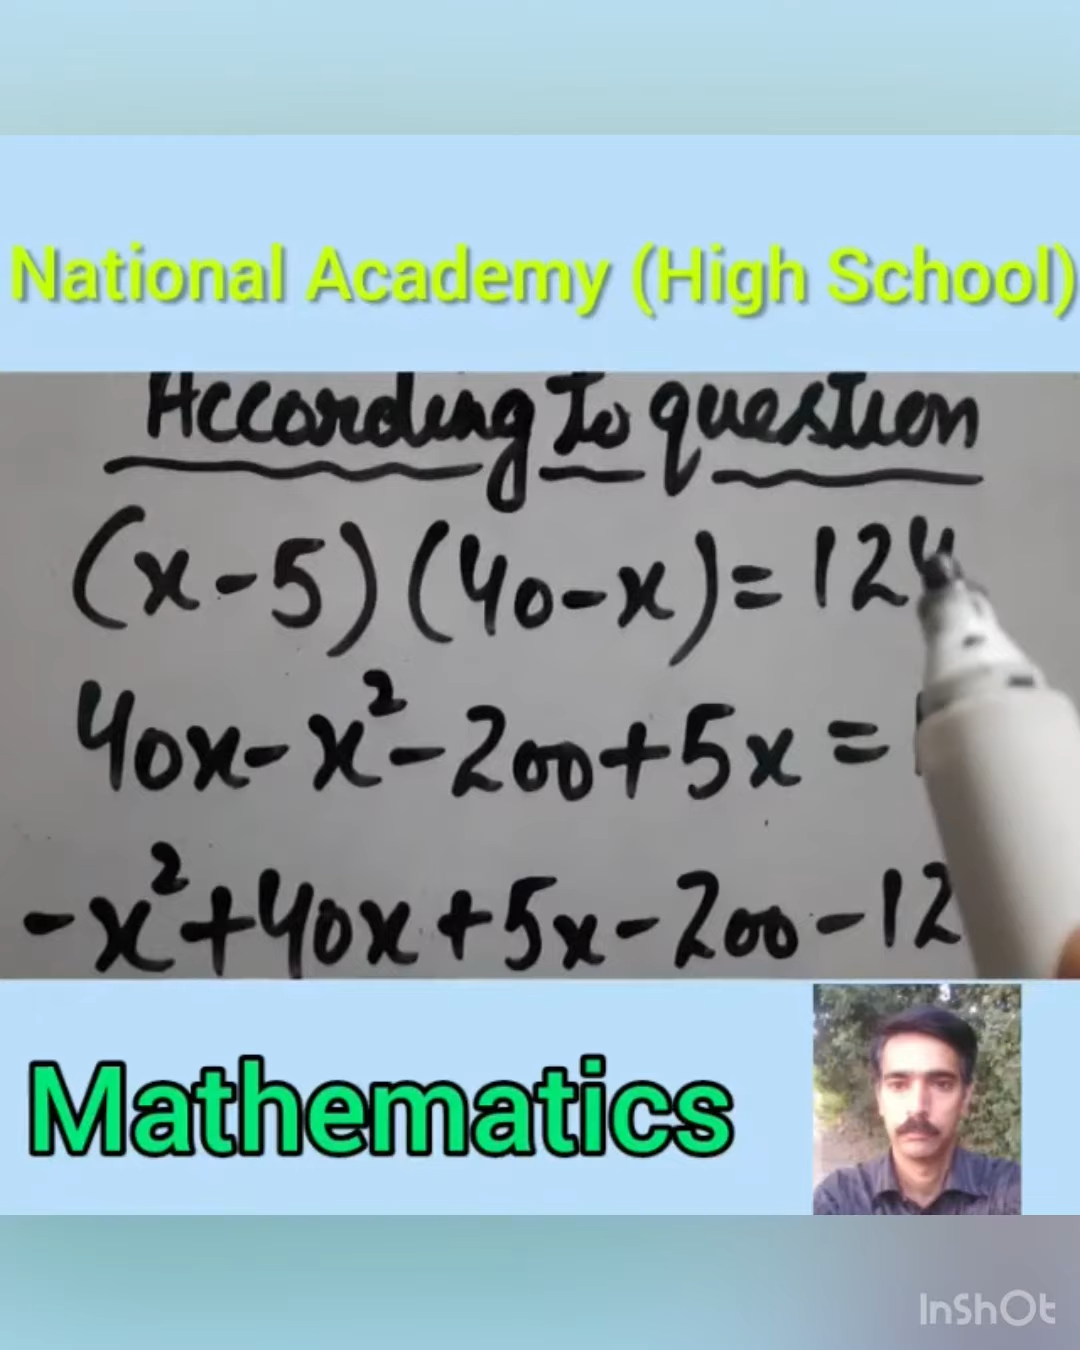 National Academy (High School)
According To question
(x-5)(40-x)=124
40x-x²-200+5x=
-x²+40x+5x-200-12
Mathematics
InShOt